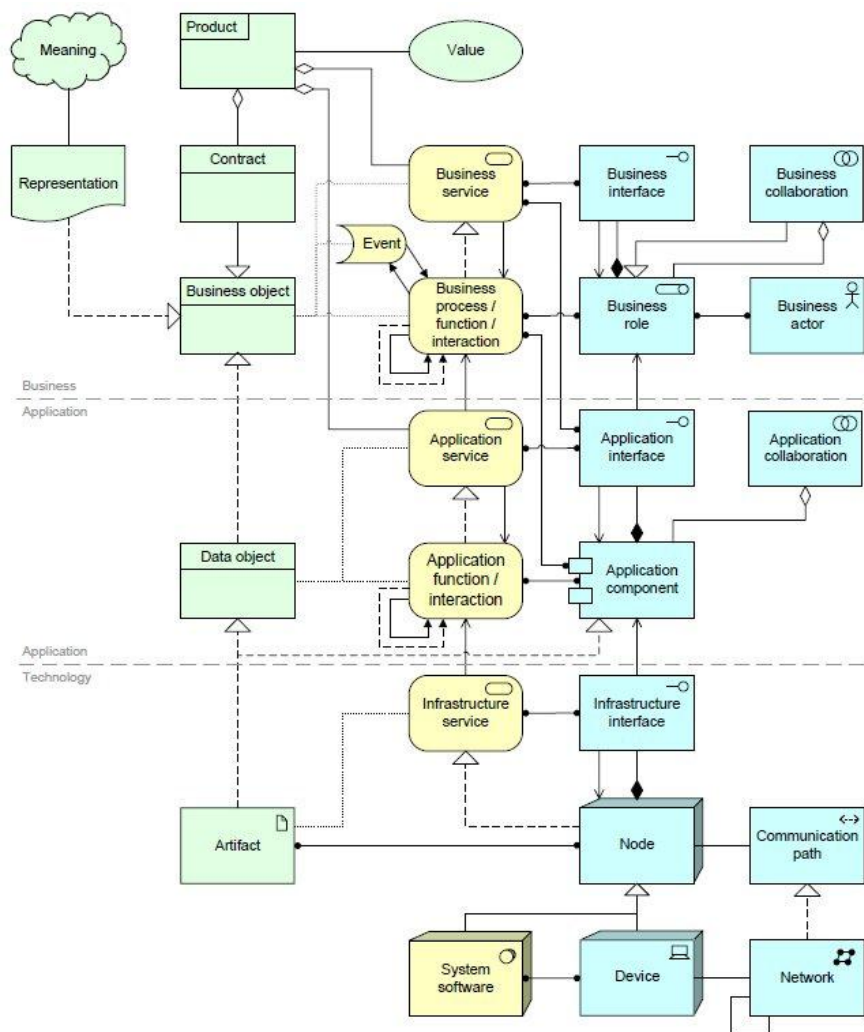 Product
Meaning
Value
Contract
Representation
Business
service
Business
interface
Business
collaboration
Event
Business object
Business
process /
function /
interaction
Business
role
Business
actor
Business
Application
Application
service
Application
interface
Application
collaboration
Data object
Application
function /
interaction
Application
component
Application
Technology
Infrastructure
service
Infrastructure
interface
Artifact
Node
Communication
path
System
software
Device
Network